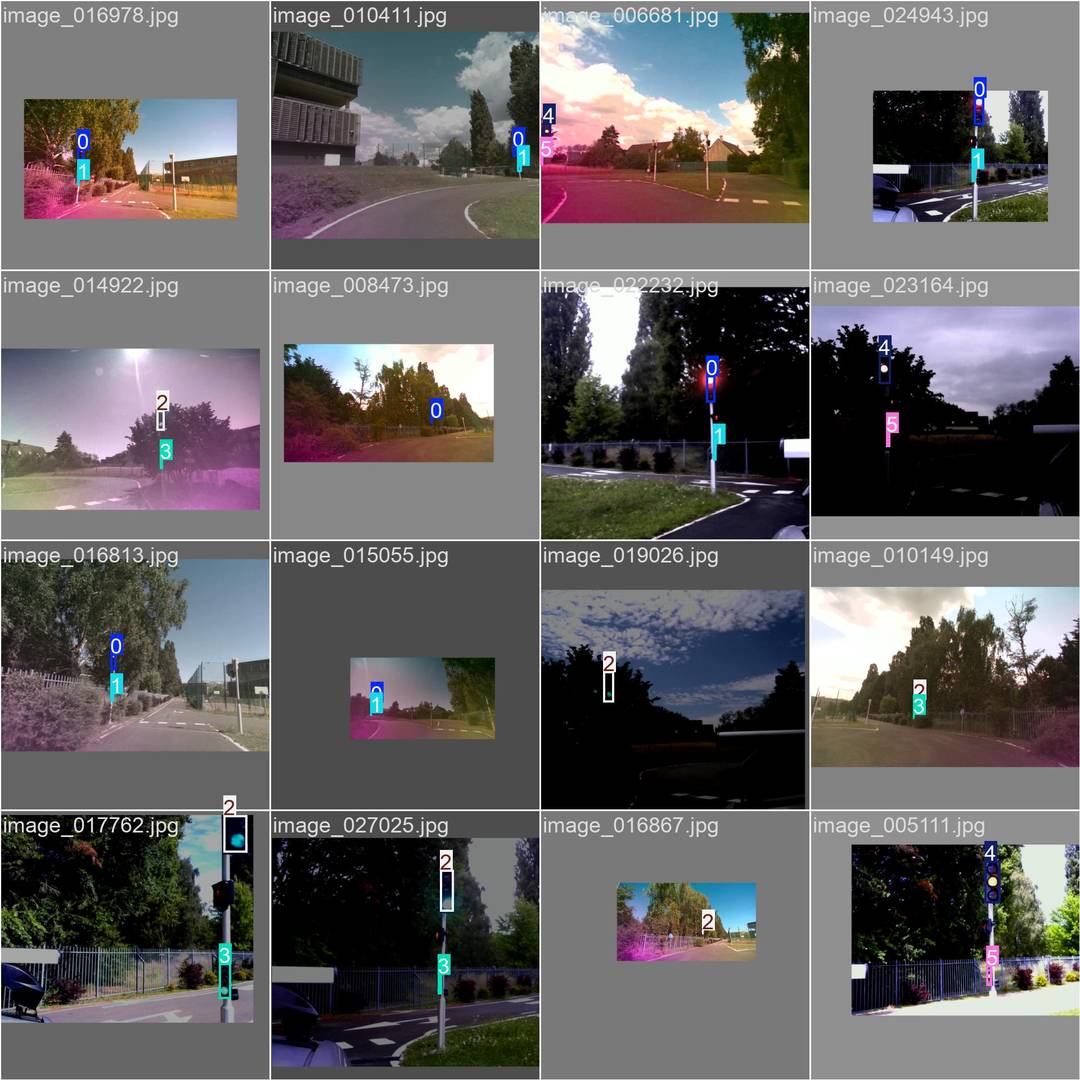 image_016978.jpg
0
1
image_010411.jpg
0
1
image_006681.jpg
4
5
image_024943.jpg
0
1
image_014922.jpg
2
3
image_008473.jpg
0
image_022232.jpg
0
1
image_023164.jpg
4
5
image_016813.jpg
0
1
image_015055.jpg
0
1
image_019026.jpg
2
image_010149.jpg
2
3
image_017762.jpg
2
3
image_027025.jpg
2
3
image_016867.jpg
2
image_005111.jpg
4
5